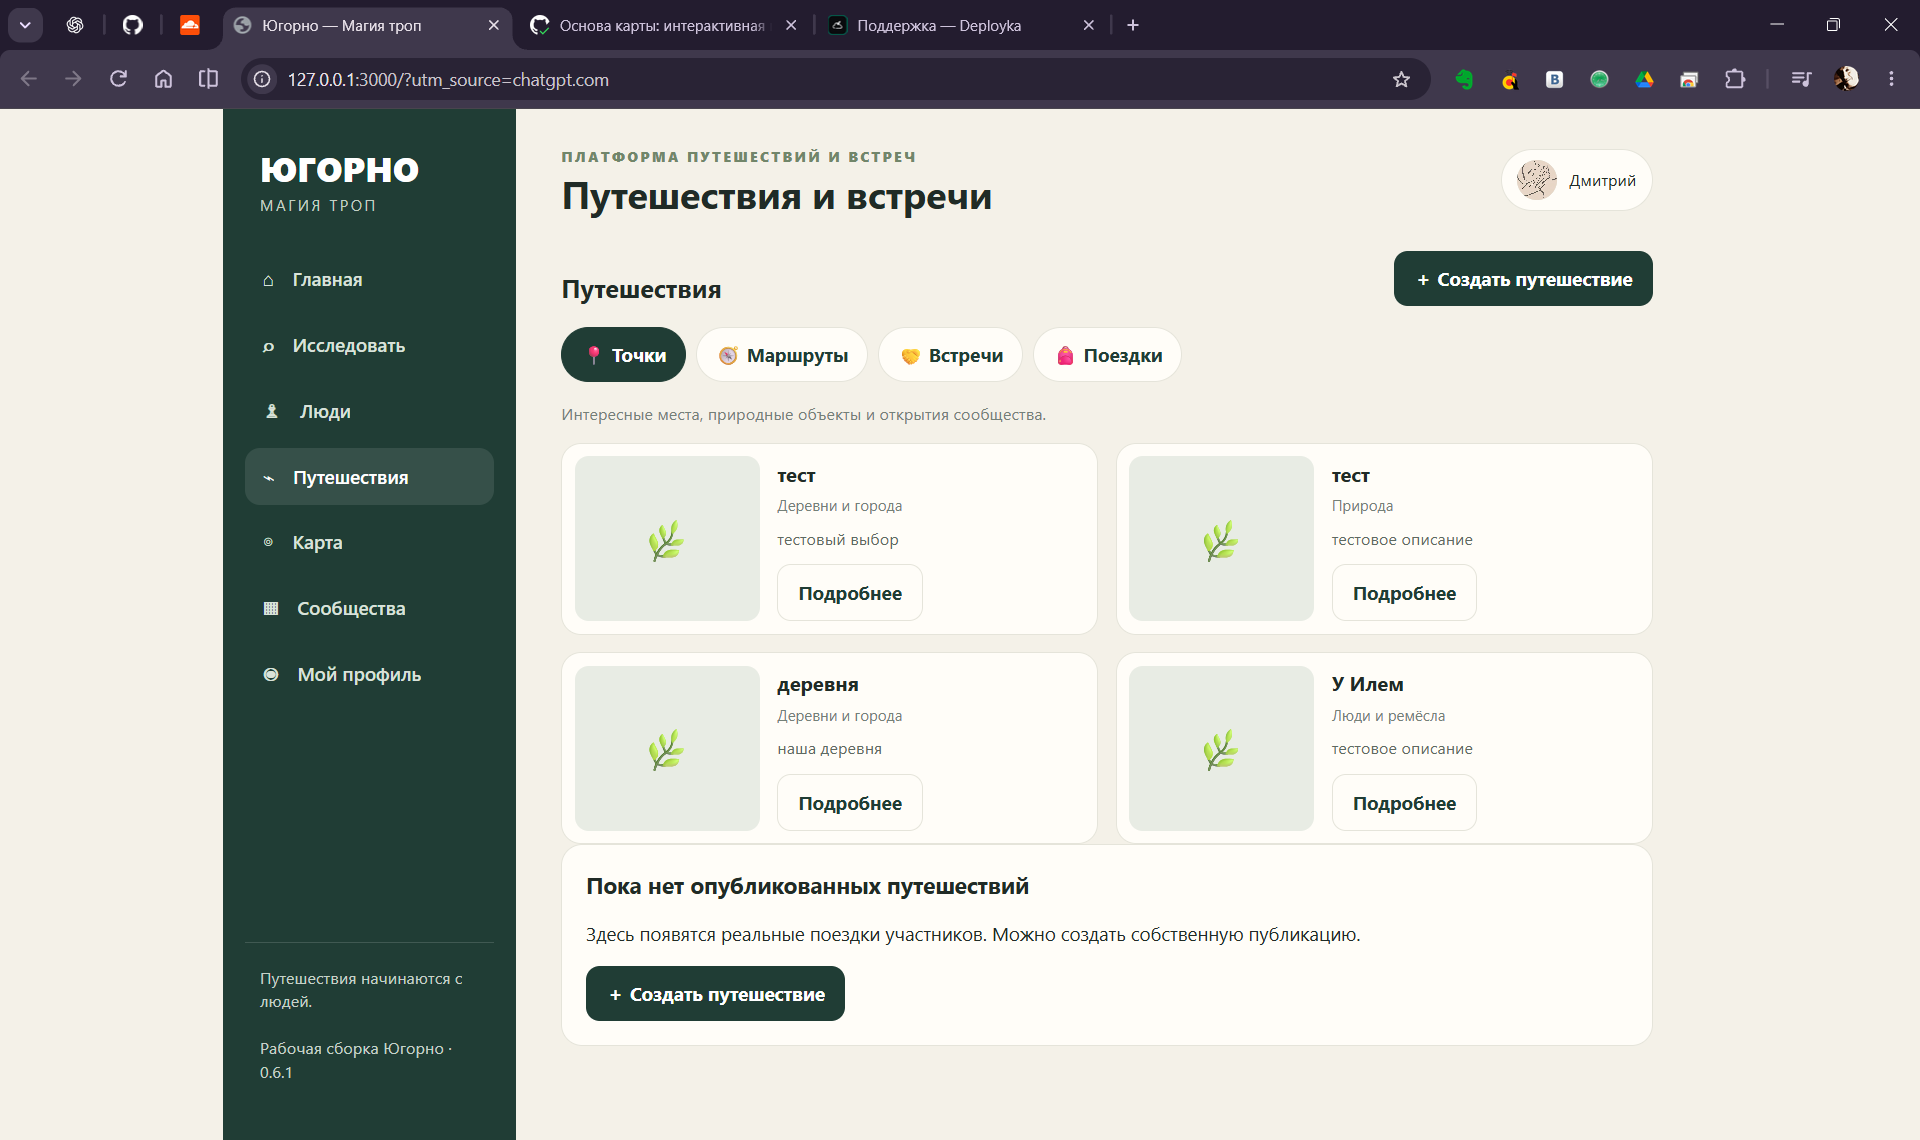 Югорно — Магия троп
Основа карты: интерактивная
Поддержка — Deployka
127.0.0.1:3000/?utm_source=chatgpt.com
ЮГОРНО
МАГИЯ ТРОП
Главная
Исследовать
Люди
Путешествия
Карта
Сообщества
Мой профиль
Путешествия начинаются с
людей.
Рабочая сборка Югорно ·
0.6.1
ПЛАТФОРМА ПУТЕШЕСТВИЙ И ВСТРЕЧ
Путешествия и встречи
Дмитрий
Путешествия
+ Создать путешествие
Точки
Маршруты
Встречи
Поездки
Интересные места, природные объекты и открытия сообщества.
тест
Деревни и города
тестовый выбор
Подробнее
тест
Природа
тестовое описание
Подробнее
деревня
Деревни и города
наша деревня
Подробнее
У Илем
Люди и ремёсла
тестовое описание
Подробнее
Пока нет опубликованных путешествий
Здесь появятся реальные поездки участников. Можно создать собственную публикацию.
+ Создать путешествие